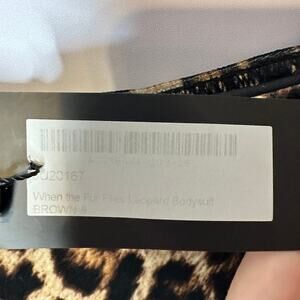 J20167
When the Fur Flies Leopard Bodysuit
BROWN